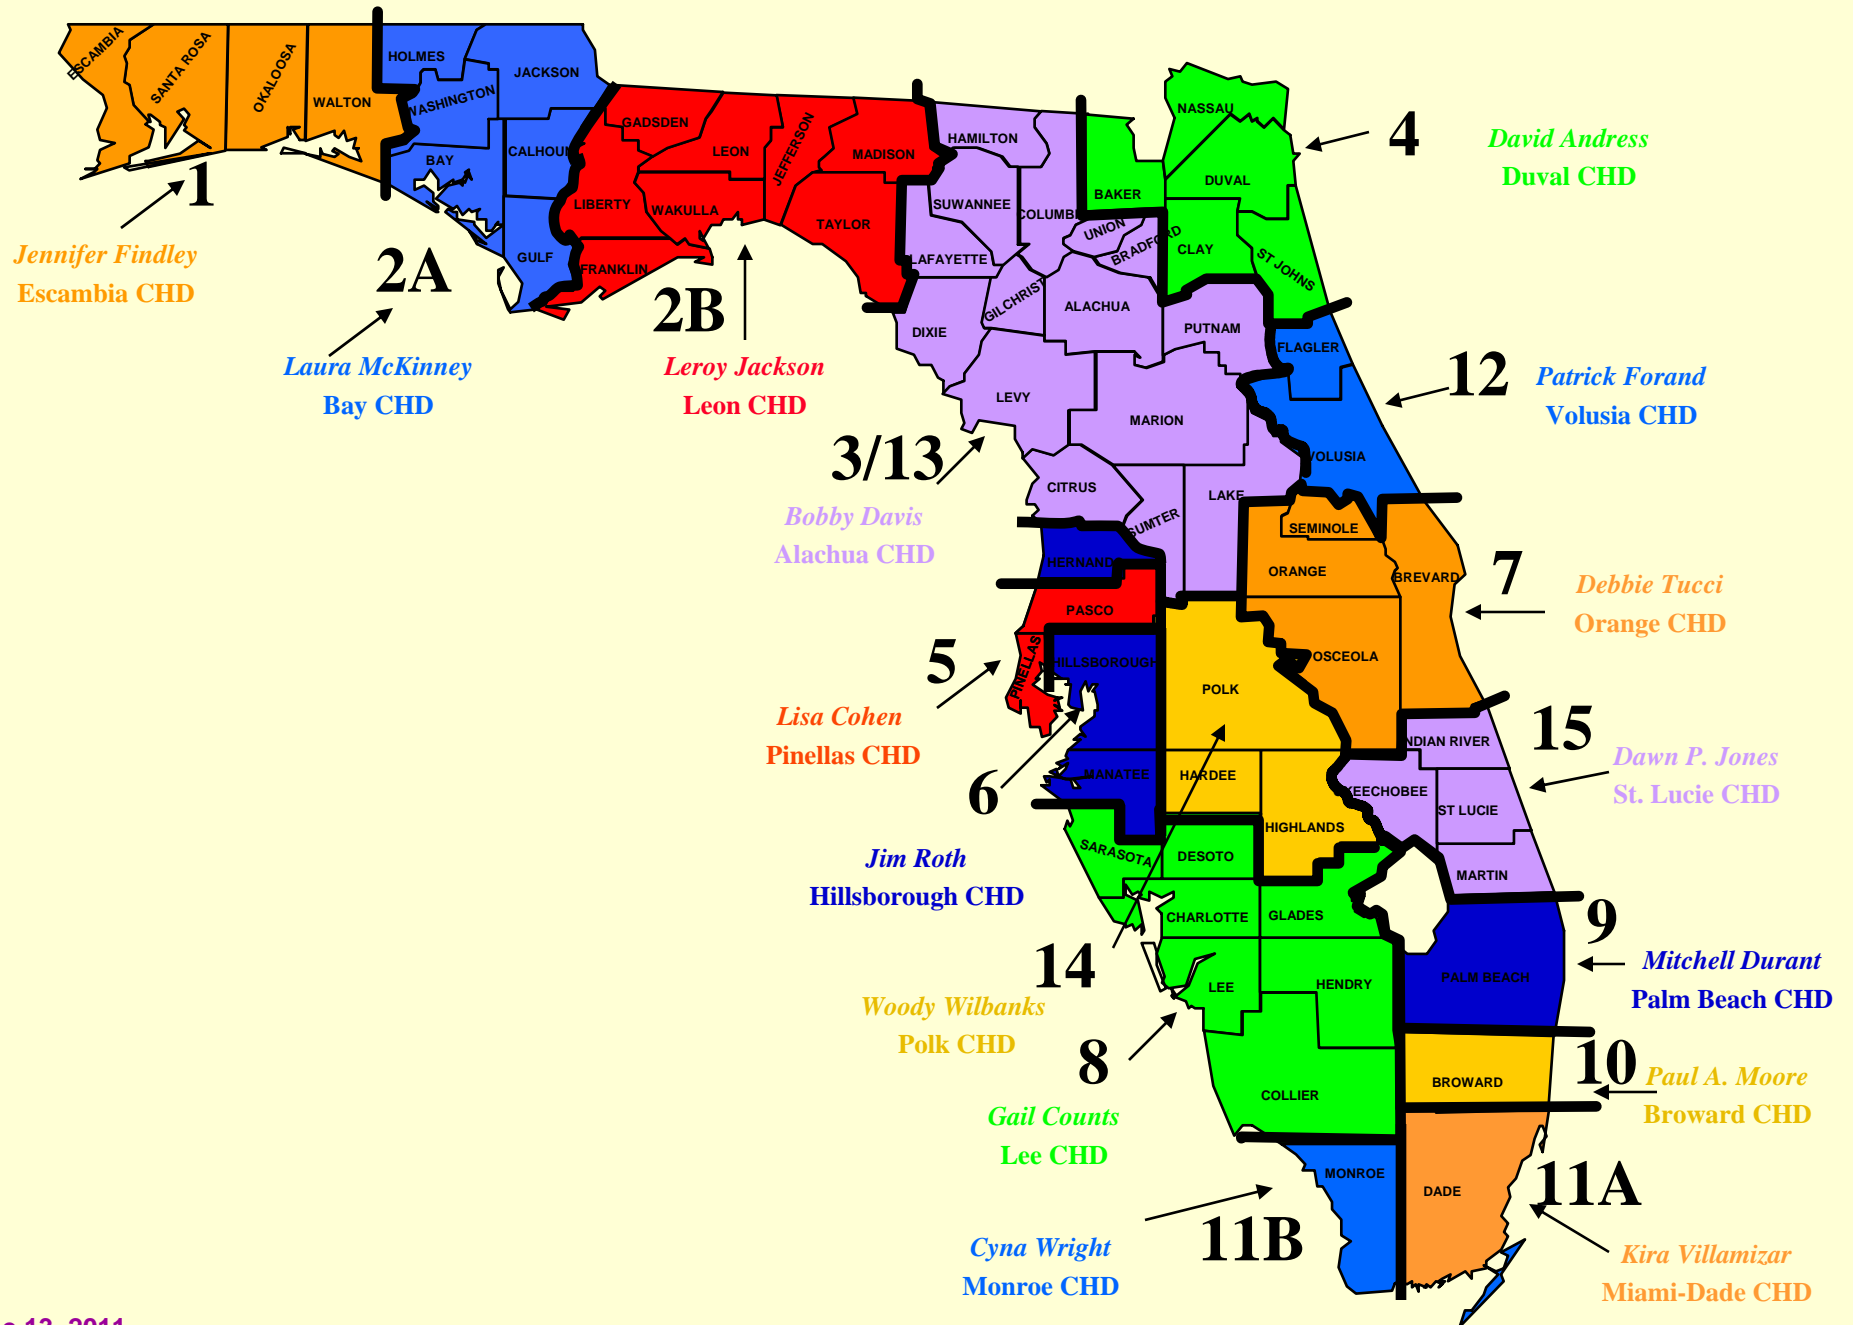 ESCAMBIA
SANTA ROSA
OKALOOSA
WALTON
HOLMES
JACKSON
WASHINGTON
BAY
CALHOUN
GULF
GADSDEN
LEON
JEFFERSON
MADISON
LIBERTY
WAKULLA
TAYLOR
FRANKLIN
HAMILTON
SUWANNEE
COLUMBI
BAKER
NASSAU
DUVAL
UNION
BRADFORD
CLAY
ST JOHNS
LAFAYETTE
GILCHRIST
ALACHUA
DIXIE
PUTNAM
FLAGLER
LEVY
MARION
VOLUSIA
CITRUS
SUMTER
LAKE
SEMINOLE
HERNAND
ORANGE
BREVARD
PASCO
PINELLAS
HILLSBOROUGH
POLK
OSCEOLA
NDIAN RIVER
MANATEE
HARDEE
KEECHOBEE
ST LUCIE
HIGHLANDS
SARASOTA
DESOTO
MARTIN
CHARLOTTE
GLADES
LEE
HENDRY
PALM BEACH
COLLIER
BROWARD
MONROE
DADE
1
Jennifer Findley
Escambia CHD
2A
Laura McKinney
Bay CHD
2B
Leroy Jackson
Leon CHD
4
David Andress
Duval CHD
12
Patrick Forand
Volusia CHD
3/13
Bobby Davis
Alachua CHD
7
Debbie Tucci
Orange CHD
5
Lisa Cohen
Pinellas CHD
15
Dawn P. Jones
St. Lucie CHD
6
Jim Roth
Hillsborough CHD
9
Mitchell Durant
Palm Beach CHD
14
Woody Wilbanks
Polk CHD
8
Gail Counts
Lee CHD
10
Paul A. Moore
Broward CHD
11B
Cyna Wright
Monroe CHD
11A
Kira Villamizar
Miami-Dade CHD
13, 2011